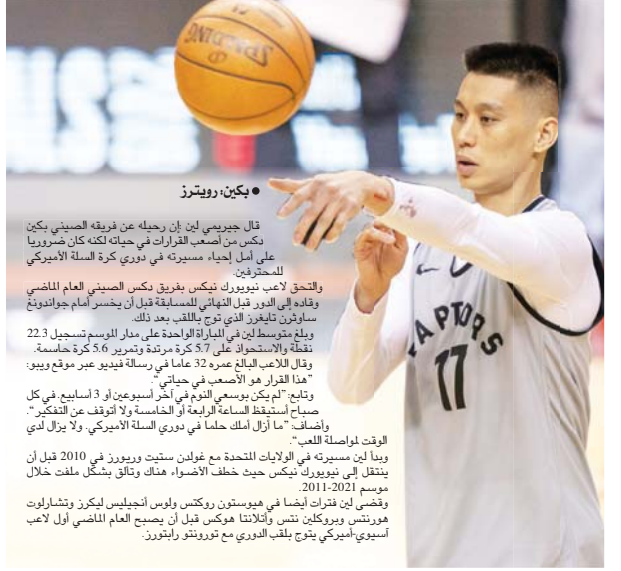 SPALDING
● بكين: رويترز
قال جيريمي لين :إن رحيله عن فريقه الصيني بكين
دكس من أصعب القرارات في حياته لكنه كان ضروريا
على أمل إحياء مسيرته في دوري كرة السلة الأميركي
للمحترفين.
والتحق لاعب نيويورك نيكس بفريق دكس الصيني العام الماضي
وقاده إلى الدور قبل النهائي للمسابقة قبل أن يخسر أمام جواندونغ
ساوثرن تايغرز الذي توج باللقب بعد ذلك.
وبلغ متوسط لين في المباراة الواحدة على مدار الموسم تسجيل 22.3
نقطة والاستحواذ على 5.7 كرة مرتدة وتمرير 5.6 كرة حاسمة.
وقال اللاعب البالغ عمره 32 عاما في رسالة فيديو عبر موقع ويبو:
”هذا القرار هو الأصعب في حياتي“.
وتابع: ”لم يكن بوسعي النوم في آخر أسبوعين أو 3 أسابيع. في كل
صباح أستيقظ الساعة الرابعة أو الخامسة ولا أتوقف عن التفكير“.
وأضاف: ”ما أزال أملك حلما في دوري السلة الأميركي. ولا يزال لدي
الوقت لمواصلة اللعب“.
وبدأ لين مسيرته في الولايات المتحدة مع غولدن ستيت وريورز في 2010 قبل أن
ينتقل إلى نيويورك نيكس حيث خطف الأضواء هناك وتألق بشكل ملفت خلال
موسم 2021-2011.
وقضى لين فترات أيضا في هيوستون روكتس ولوس أنجيليس ليكرز وتشارلوت
هورنتس وبروكلين نتس وأتلانتا هوكس قبل أن يصبح العام الماضي أول لاعب
آسيوي-أميركي يتوج بلقب الدوري مع تورونتو رابتورز.
RAPTORS
17